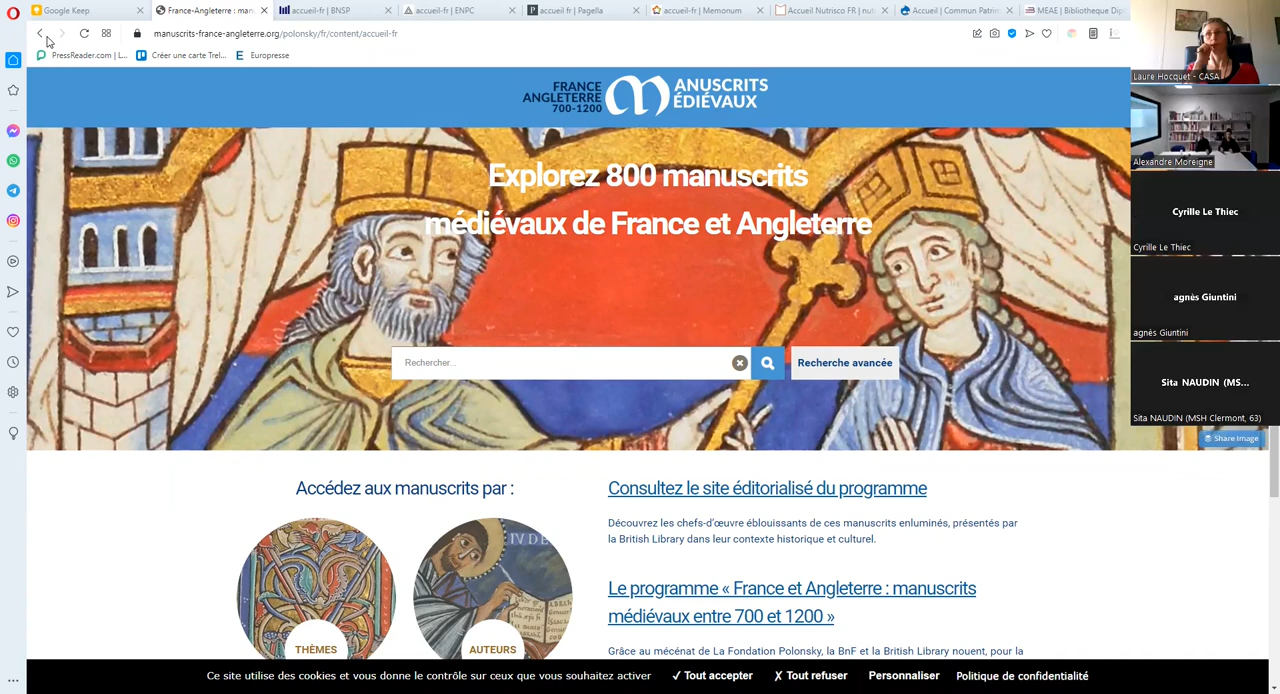 Google Keep
France-Angleterre : man
accueil-fr | BNSP
accueil-fr | ENPC
accueil fr | Pagella
accueil-fr | Memonum
Accueil Nutrisco FR | nut
Accueil | Commun Patrim
MEAE | Bibliotheque Dipl
manuscrits-france-angleterre.org/polonsky/fr/content/accueil-fr
PressReader.com | L...
Créer une carte Trel...
E Europresse
FRANCE
ANGLETERRE
700-1200
MANUSCRITS
MÉDIÉVAUX
Explorez 800 manuscrits
médiévaux de France et Angleterre
Rechercher...
Recherche avancée
Share Image
Accédez aux manuscrits par :
THÈMES
AUTEURS
IVDE
Consultez le site éditorialisé du programme
Découvrez les chefs-d'œuvre éblouissants de ces manuscrits enluminés, présentés par
la British Library dans leur contexte historique et culturel.
Le programme « France et Angleterre : manuscrits
médiévaux entre 700 et 1200 »
Grâce au mécénat de La Fondation Polonsky, la BnF et la British Library nouent, pour la
Ce site utilise des cookies et vous donne le contrôle sur ceux que vous souhaitez activer
✓ Tout accepter
✗ Tout refuser
Personnaliser
Politique de confidentialité
Laure Hocquet - CASA
Alexandre Moreigne
Cyrille Le Thiec
Cyrille Le Thiec
agnès Giuntini
agnès Giuntini
Sita NAUDIN (MS...
Sita NAUDIN (MSH Clermont, 63)